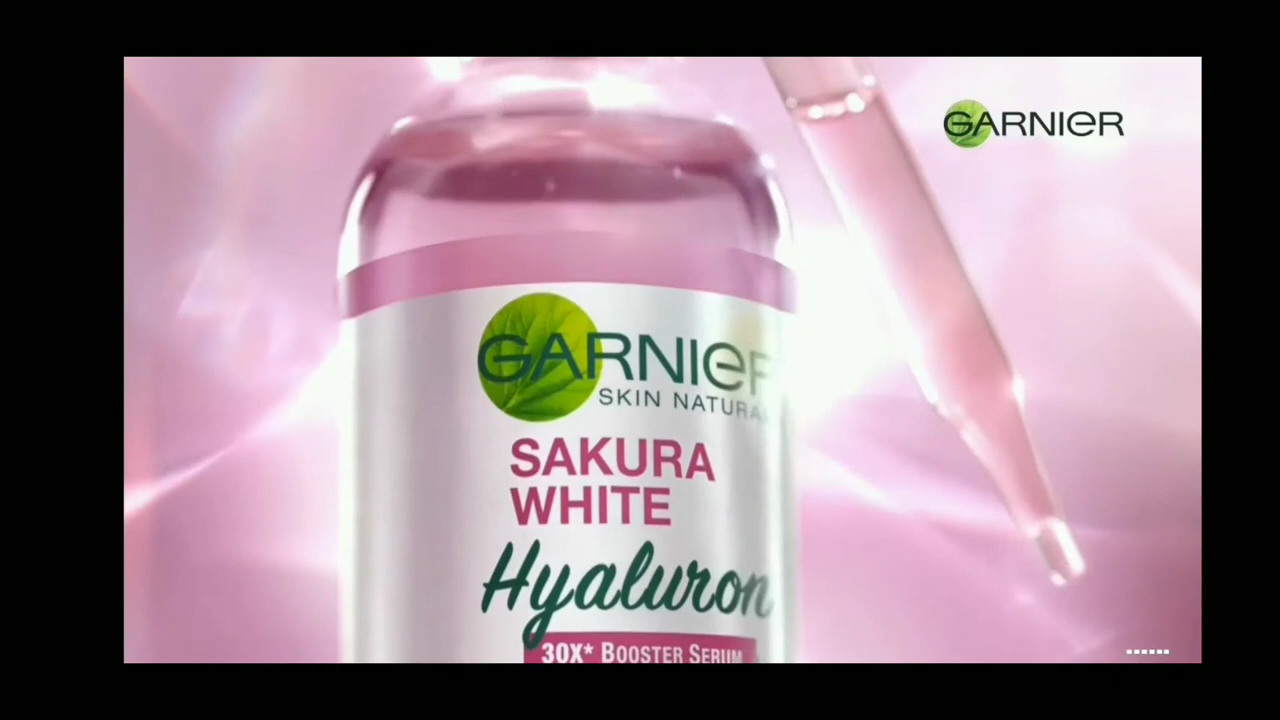 GARNIER
GARNIER
SKIN NATURA
SAKURA
WHITE
Hyaluron
30X* BOOSTER SERUM